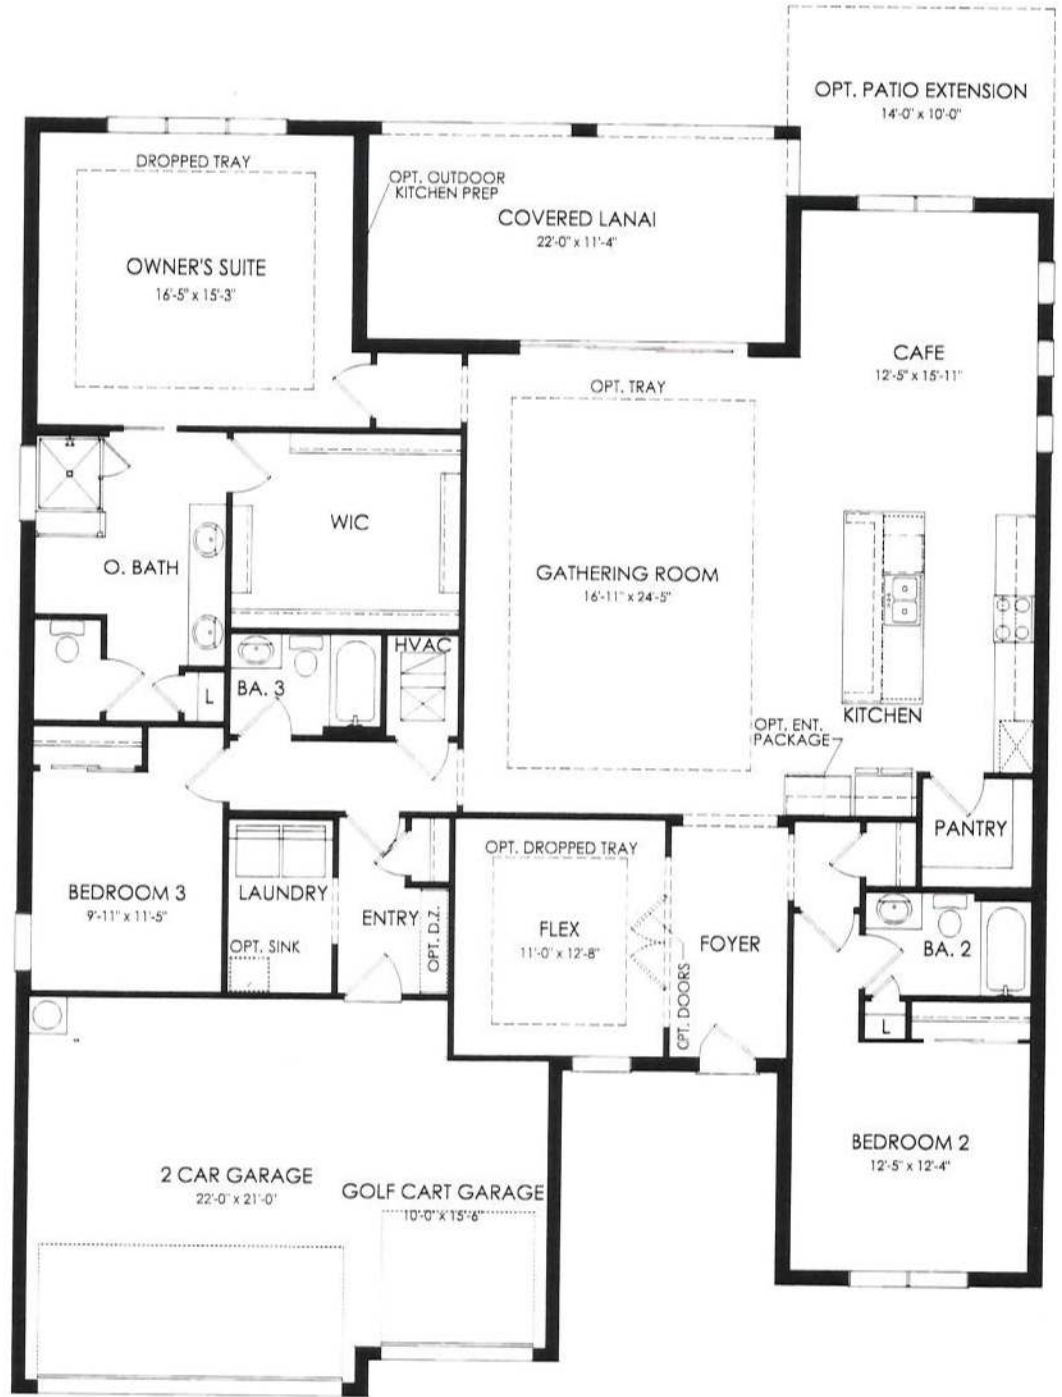 OPT. PATIO EXTENSION
14'-0" x 10'-0"
DROPPED TRAY
OPT. OUTDOOR
KITCHEN PREP
COVERED LANAI
22'-0" x 11'-4"
OWNER'S SUITE
16'-5" x 15'-3"
CAFE
12'-5" x 15'-11"
OPT. TRAY
WIC
O. BATH
GATHERING ROOM
16'-11" x 24'-5"
HVAC
BA. 3
L
KITCHEN
OPT. ENT.
PACKAGE
PANTRY
OPT. DROPPED TRAY
BEDROOM 3
9'-11" x 11'-5"
LAUNDRY
ENTRY
OPT. D.Z.
FLEX
11'-0" x 12'-8"
FOYER
BA. 2
OPT. SINK
CPT. DOORS
L
BEDROOM 2
12'-5" x 12'-4"
2 CAR GARAGE
22'-0" x 21'-0"
GOLF CART GARAGE
10'-0" x 15'-6"